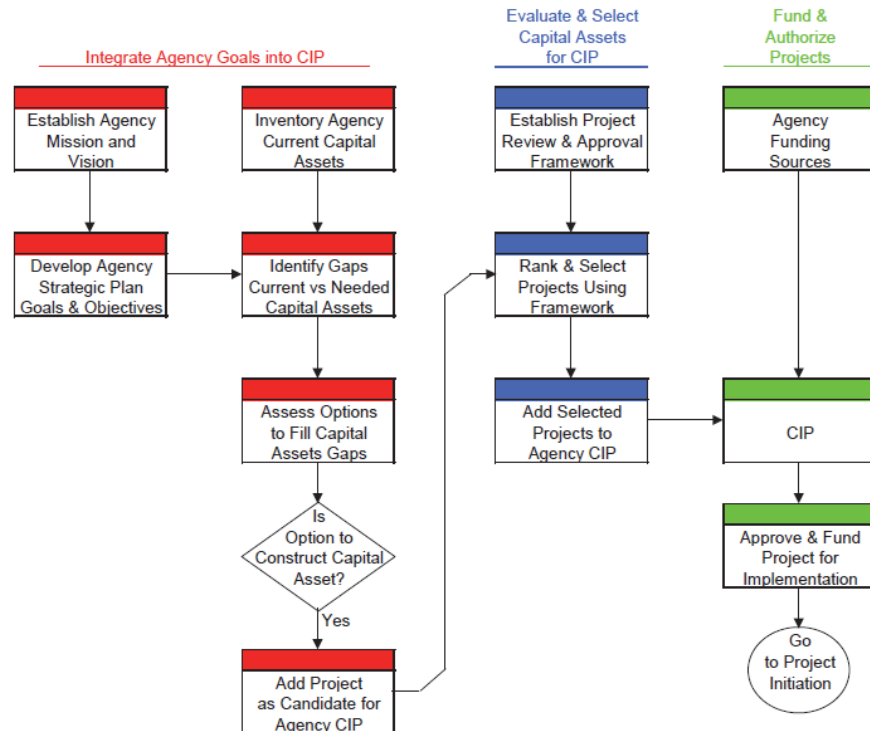 Integrate Agency Goals into CIP
Evaluate & Select
Capital Assets
for CIP
Fund &
Authorize
Projects
Establish Agency
Mission and
Vision
Inventory Agency
Current Capital
Assets
Establish Project
Review & Approval
Framework
Agency
Funding
Sources
Develop Agency
Strategic Plan
Goals & Objectives
Identify Gaps
Current vs Needed
Capital Assets
Rank & Select
Projects Using
Framework
Assess Options
to Fill Capital
Assets Gaps
Add Selected
Projects to
Agency CIP
CIP
Is
Option to
Construct Capital
Asset?
Yes
Approve & Fund
Project for
Implementation
Add Project
as Candidate for
Agency CIP
Go
to Project
Initiation